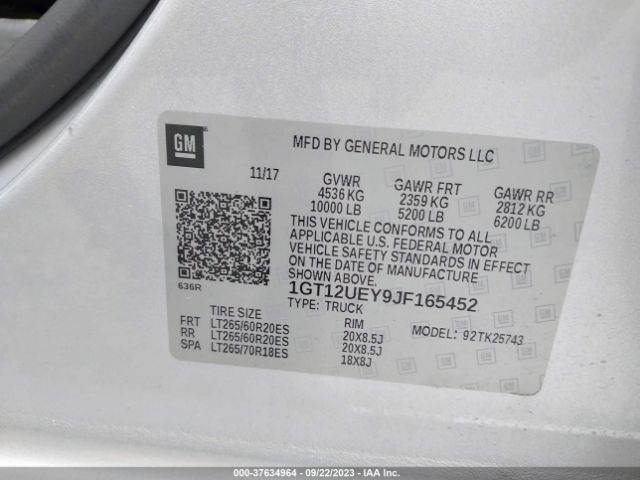 GM
MFD BY GENERAL MOTORS LLC
11/17 GVWR GAWR FRT GAWR RR
4536 KG 2359 KG 2812 KG
10000 LB 5200 LB 6200 LB
THIS VEHICLE CONFORMS TO ALL
APPLICABLE U.S. FEDERAL MOTOR
VEHICLE SAFETY STANDARDS IN EFFECT
ON THE DATE OF MANUFACTURE
SHOWN ABOVE.
636R
1GT12UEY9JF165452
TYPE: TRUCK
TIRE SIZE RIM MODEL: 92TK25743
FRT LT265/60R20ES 20X8.5J
RR LT265/60R20ES 20X8.5J
SPA LT265/70R18ES 18X8J
000-37634964 - 09/22/2023 - IAA Inc.